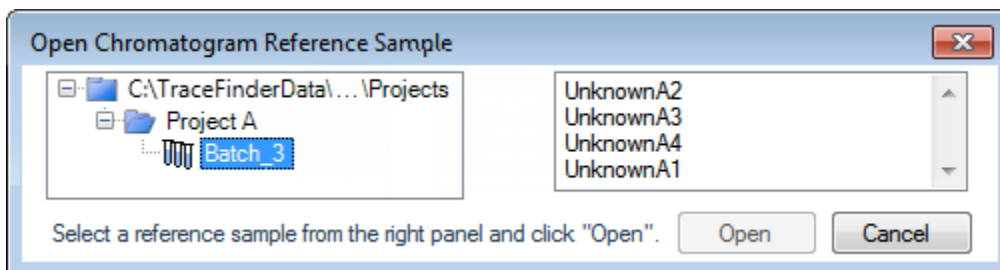 Open Chromatogram Reference Sample
C:\TraceFinderData\...\Projects
Project A
Batch_3
UnknownA2
UnknownA3
UnknownA4
UnknownA1
Select a reference sample from the right panel and click "Open".
Open
Cancel